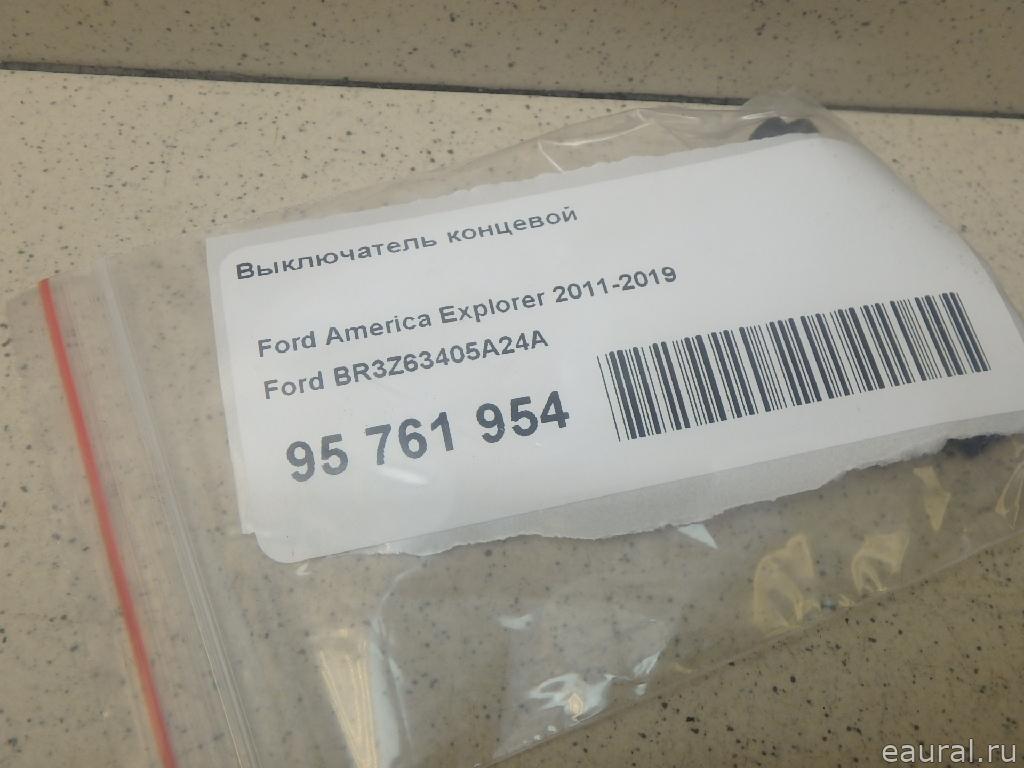 Выключатель концевой
Ford America Explorer 2011-2019
Ford BR3Z63405A24A
95 761 954
eaural.ru